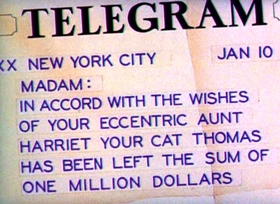 TELEGRAM
XX NEW YORK CITY JAN 10
MADAM:
IN ACCORD WITH THE WISHES
OF YOUR ECCENTRIC AUNT
HARRIET YOUR CAT THOMAS
HAS BEEN LEFT THE SUM OF
ONE MILLION DOLLARS